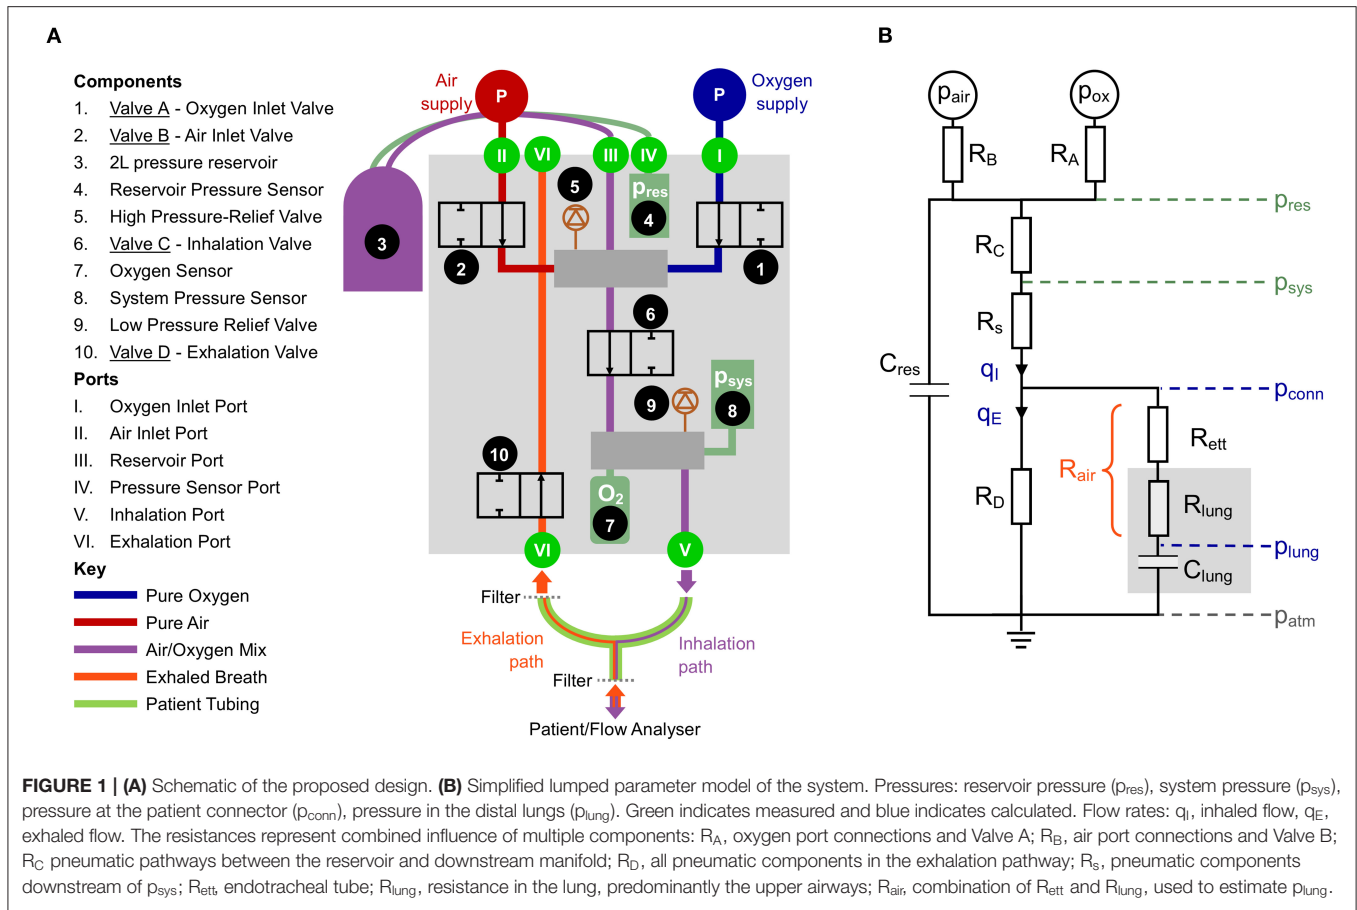 A
Components
1. Valve A - Oxygen Inlet Valve
2. Valve B - Air Inlet Valve
3. 2L pressure reservoir
4. Reservoir Pressure Sensor
5. High Pressure-Relief Valve
6. Valve C - Inhalation Valve
7. Oxygen Sensor
8. System Pressure Sensor
9. Low Pressure Relief Valve
10. Valve D - Exhalation Valve
Ports
I. Oxygen Inlet Port
II. Air Inlet Port
III. Reservoir Port
IV. Pressure Sensor Port
V. Inhalation Port
VI. Exhalation Port
Key
Pure Oxygen
Pure Air
Air/Oxygen Mix
Exhaled Breath
Patient Tubing
Air
supply
P
P
Oxygen
supply
II
VI
III
IV
I
5
pres
4
3
2
1
6
psys
9
8
10
O2
7
VI
V
Filter
Exhalation
path
Inhalation
path
Filter
Patient/Flow Analyser
B
pair
pox
RB
RA
pres
RC
psys
Rs
Cres
qI
pconn
qE
Rett
Rair
RD
Rlung
plung
Clung
patm
FIGURE 1 | (A) Schematic of the proposed design. (B) Simplified lumped parameter model of the system. Pressures: reservoir pressure (pres), system pressure (psys),
pressure at the patient connector (pconn), pressure in the distal lungs (plung). Green indicates measured and blue indicates calculated. Flow rates: qI, inhaled flow, qE,
exhaled flow. The resistances represent combined influence of multiple components: RA, oxygen port connections and Valve A; RB, air port connections and Valve B;
RC pneumatic pathways between the reservoir and downstream manifold; RD, all pneumatic components in the exhalation pathway; Rs, pneumatic components
downstream of psys; Rett, endotracheal tube; Rlung, resistance in the lung, predominantly the upper airways; Rair, combination of Rett and Rlung, used to estimate plung.